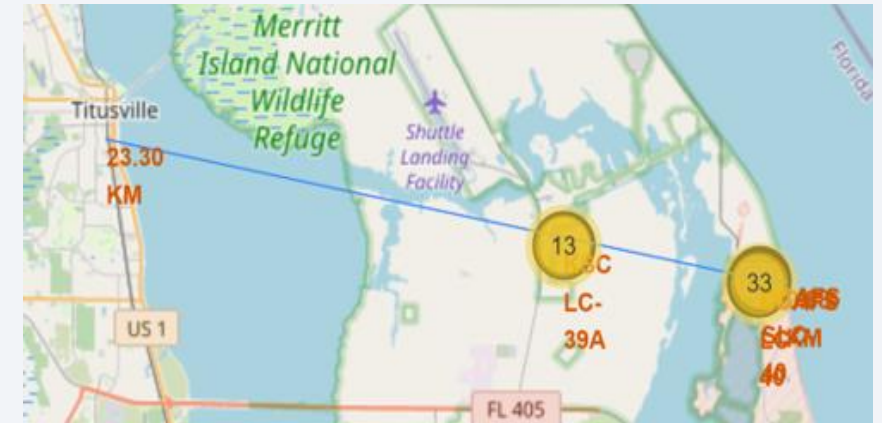 Merritt
Island National
Wildlife
Refuge
Florida
Titusville
Shuttle
Landing
Facility
23.30
KM
13
LC-
39A
33
US 1
FL 405